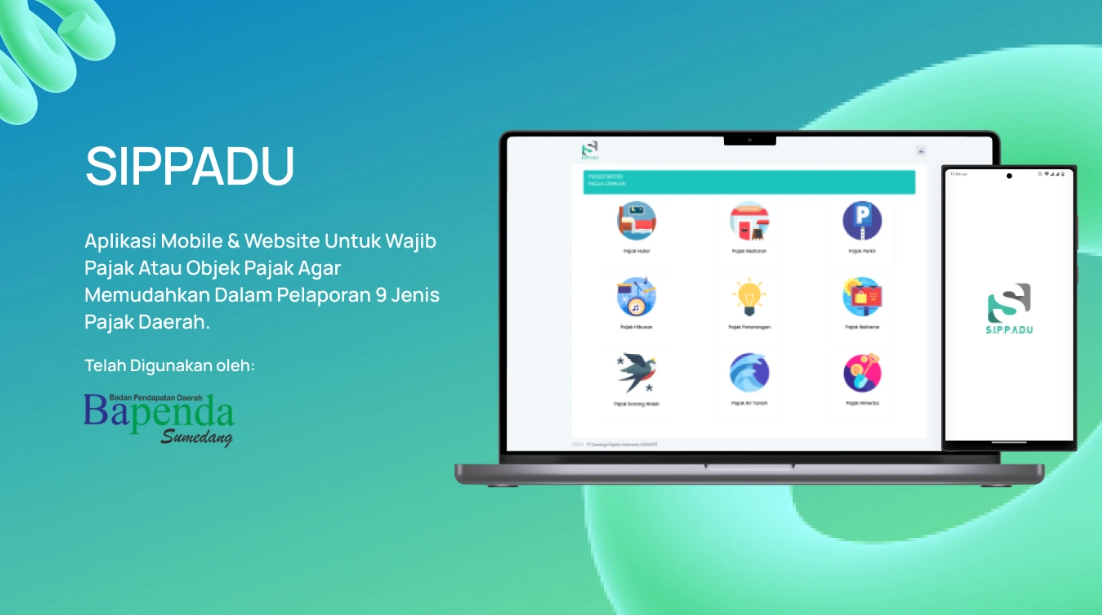 SIPPADU
Aplikasi Mobile & Website Untuk Wajib
Pajak Atau Objek Pajak Agar
Memudahkan Dalam Pelaporan 9 Jenis
Pajak Daerah.
Telah Digunakan oleh:
Badan Pendapatan Daerah
Bapenda
Sumedang
SIPPADU
Pajak Hotel
Pajak Restoran
Pajak Parkir
Pajak Hiburan
Pajak Penerangan
Pajak Reklame
Pajak Sarang Walet
Pajak Air Tanah
Pajak Minerba
SIPPADU